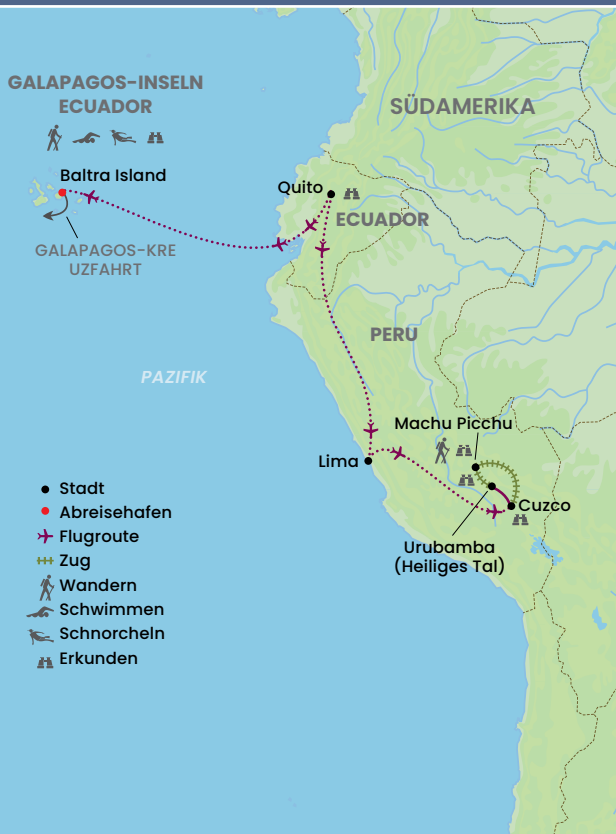 GALAPAGOS-INSELN
ECUADOR
SÜDAMERIKA
Baltra Island
Quito
ECUADOR
GALAPAGOS-KRE
UZFAHRT
PERU
PAZIFIK
Machu Picchu
Lima
Cuzco
Urubamba
(Heiliges Tal)
Stadt
Abreisehafen
Flugroute
Zug
Wandern
Schwimmen
Schnorcheln
Erkunden